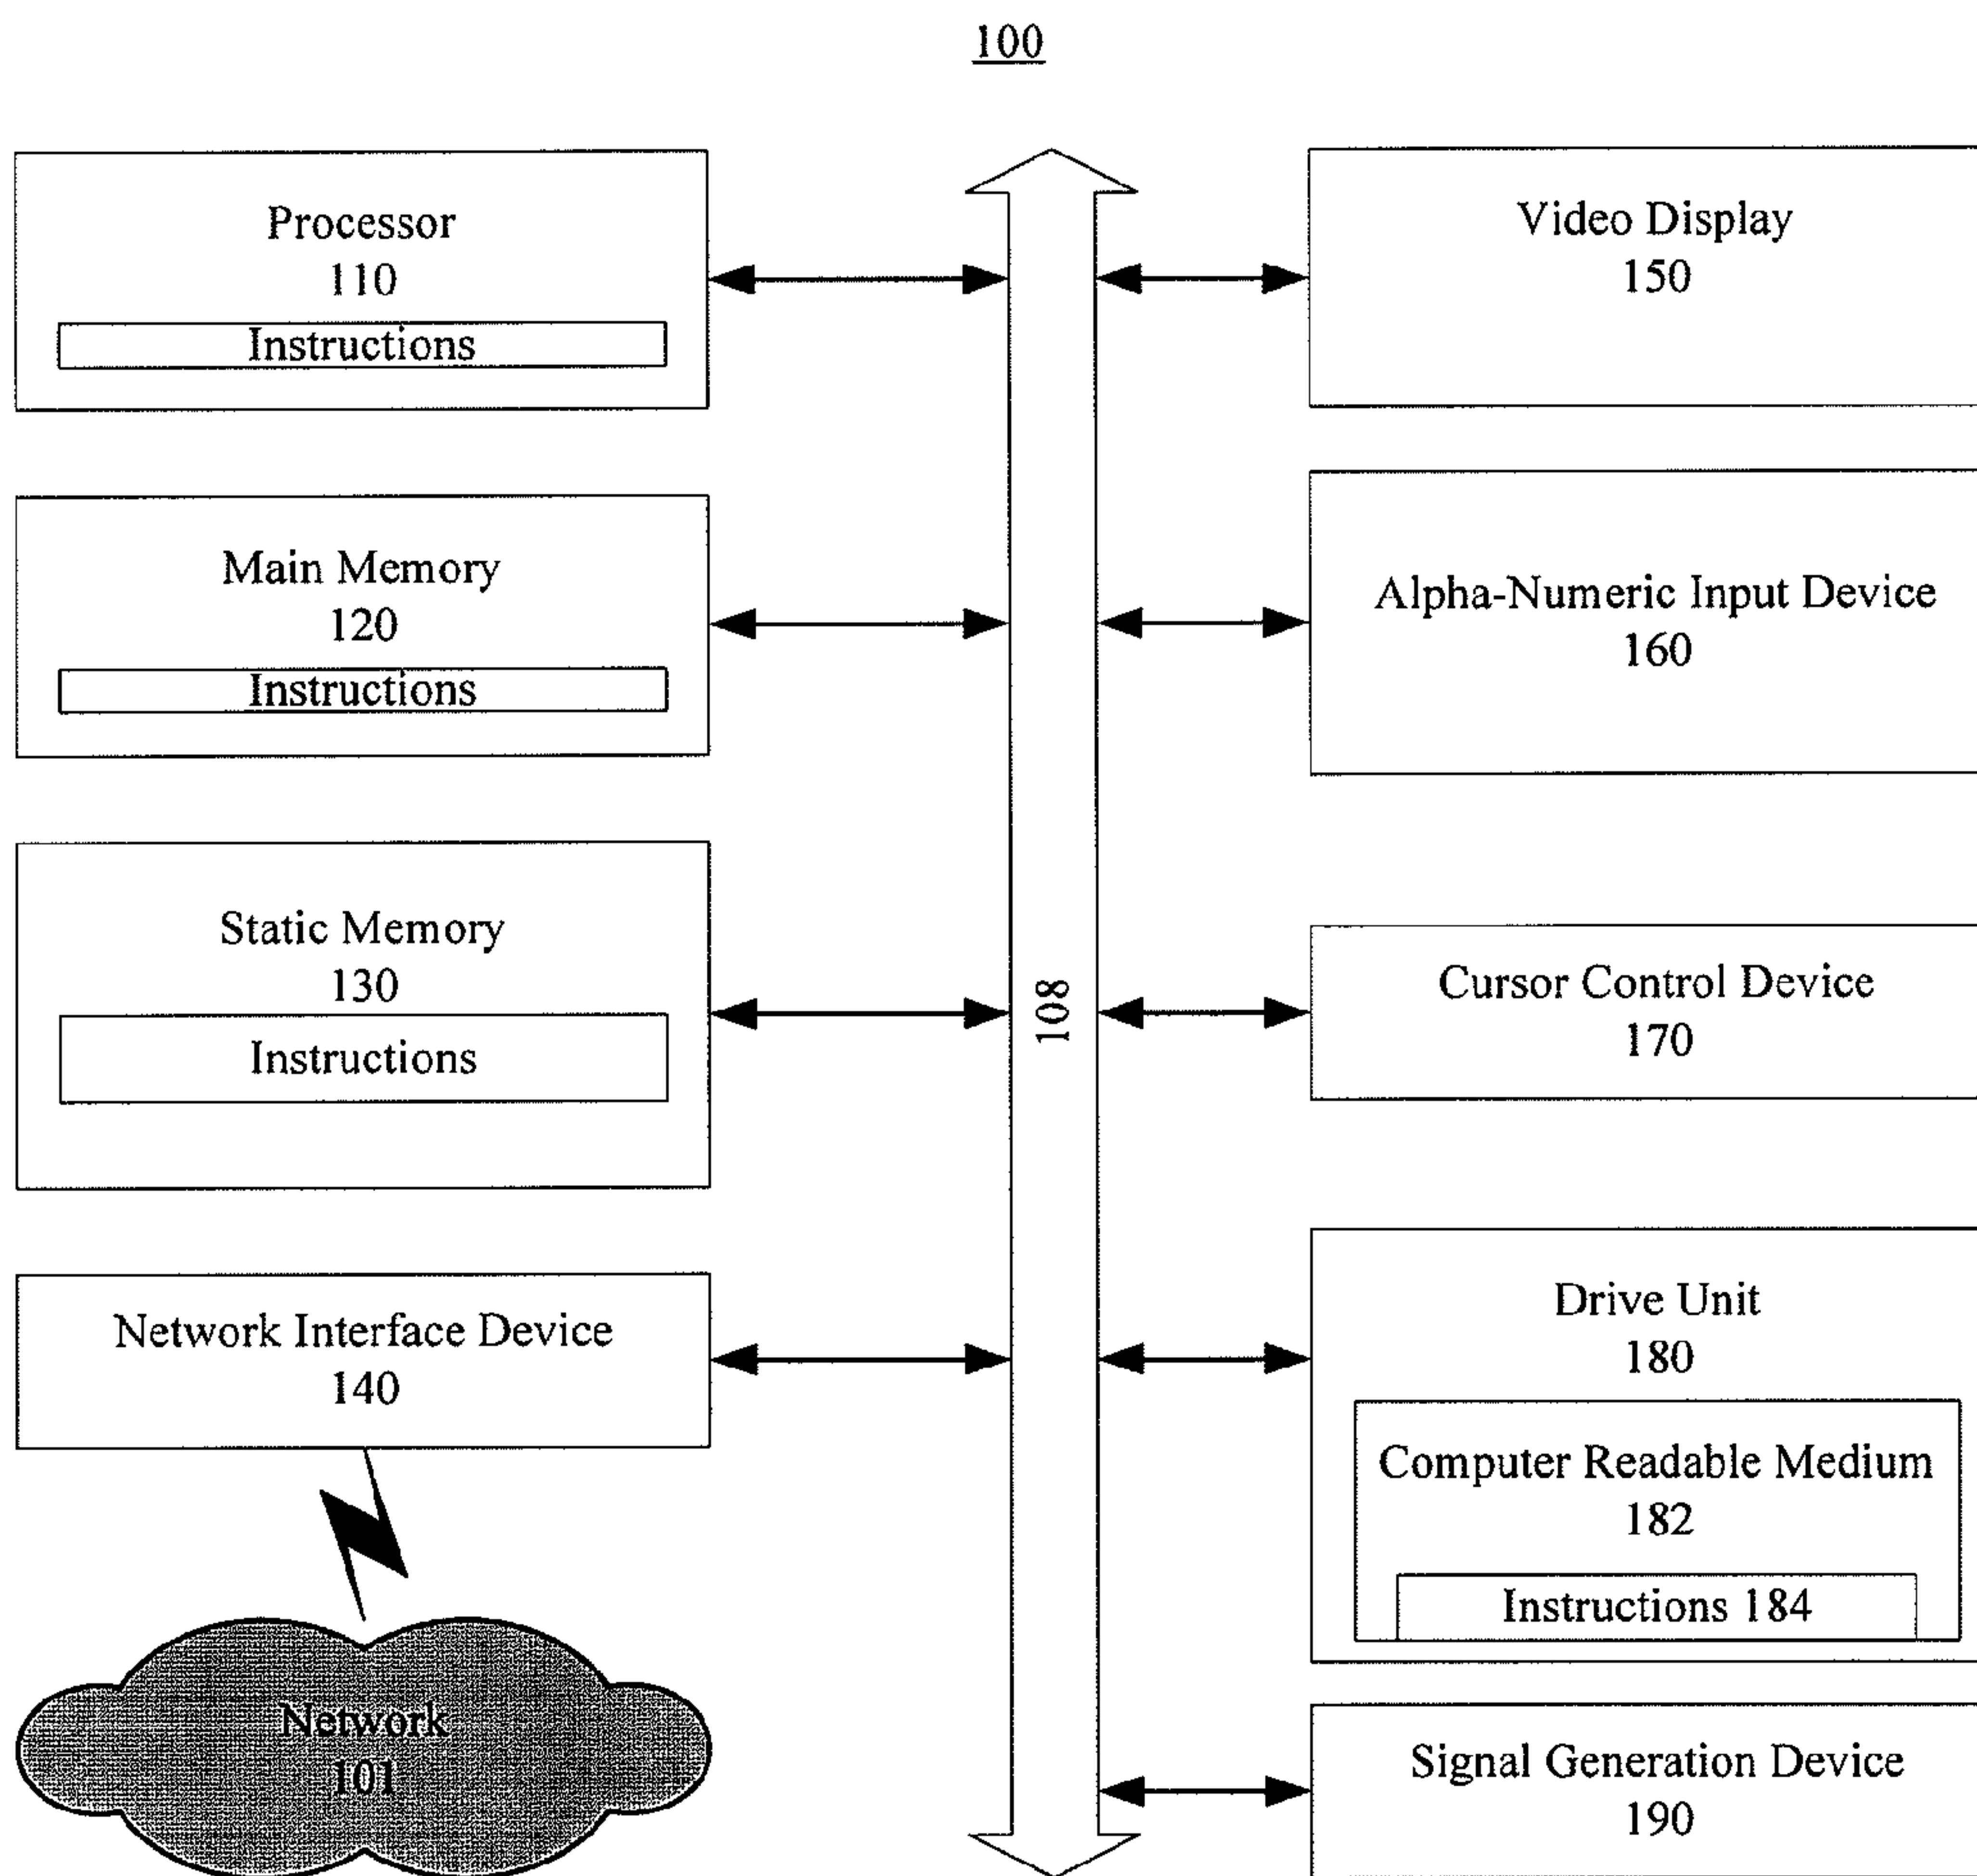 100
Processor
110
Instructions
Main Memory
120
Instructions
Static Memory
130
Instructions
Network Interface Device
140
Network
101
108
Video Display
150
Alpha-Numeric Input Device
160
Cursor Control Device
170
Drive Unit
180
Computer Readable Medium
182
Instructions 184
Signal Generation Device
190